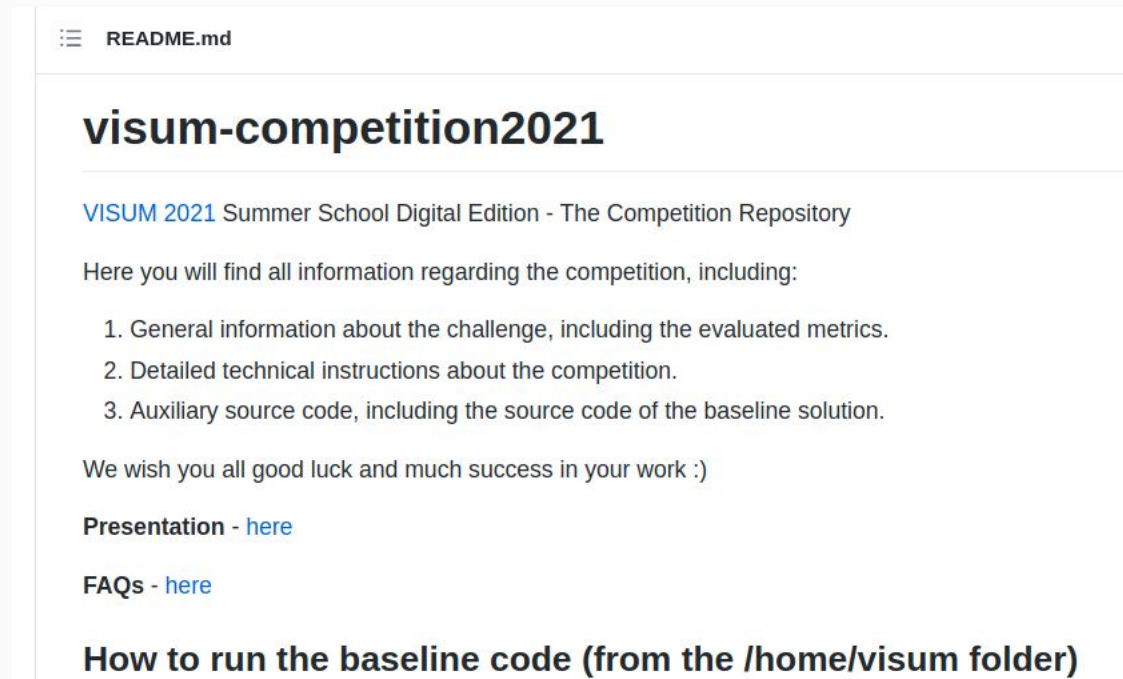 README.md
visum-competition2021
VISUM 2021 Summer School Digital Edition - The Competition Repository
Here you will find all information regarding the competition, including:
1. General information about the challenge, including the evaluated metrics.
2. Detailed technical instructions about the competition.
3. Auxiliary source code, including the source code of the baseline solution.
We wish you all good luck and much success in your work :)
Presentation - here
FAQs - here
How to run the baseline code (from the /home/visum folder)